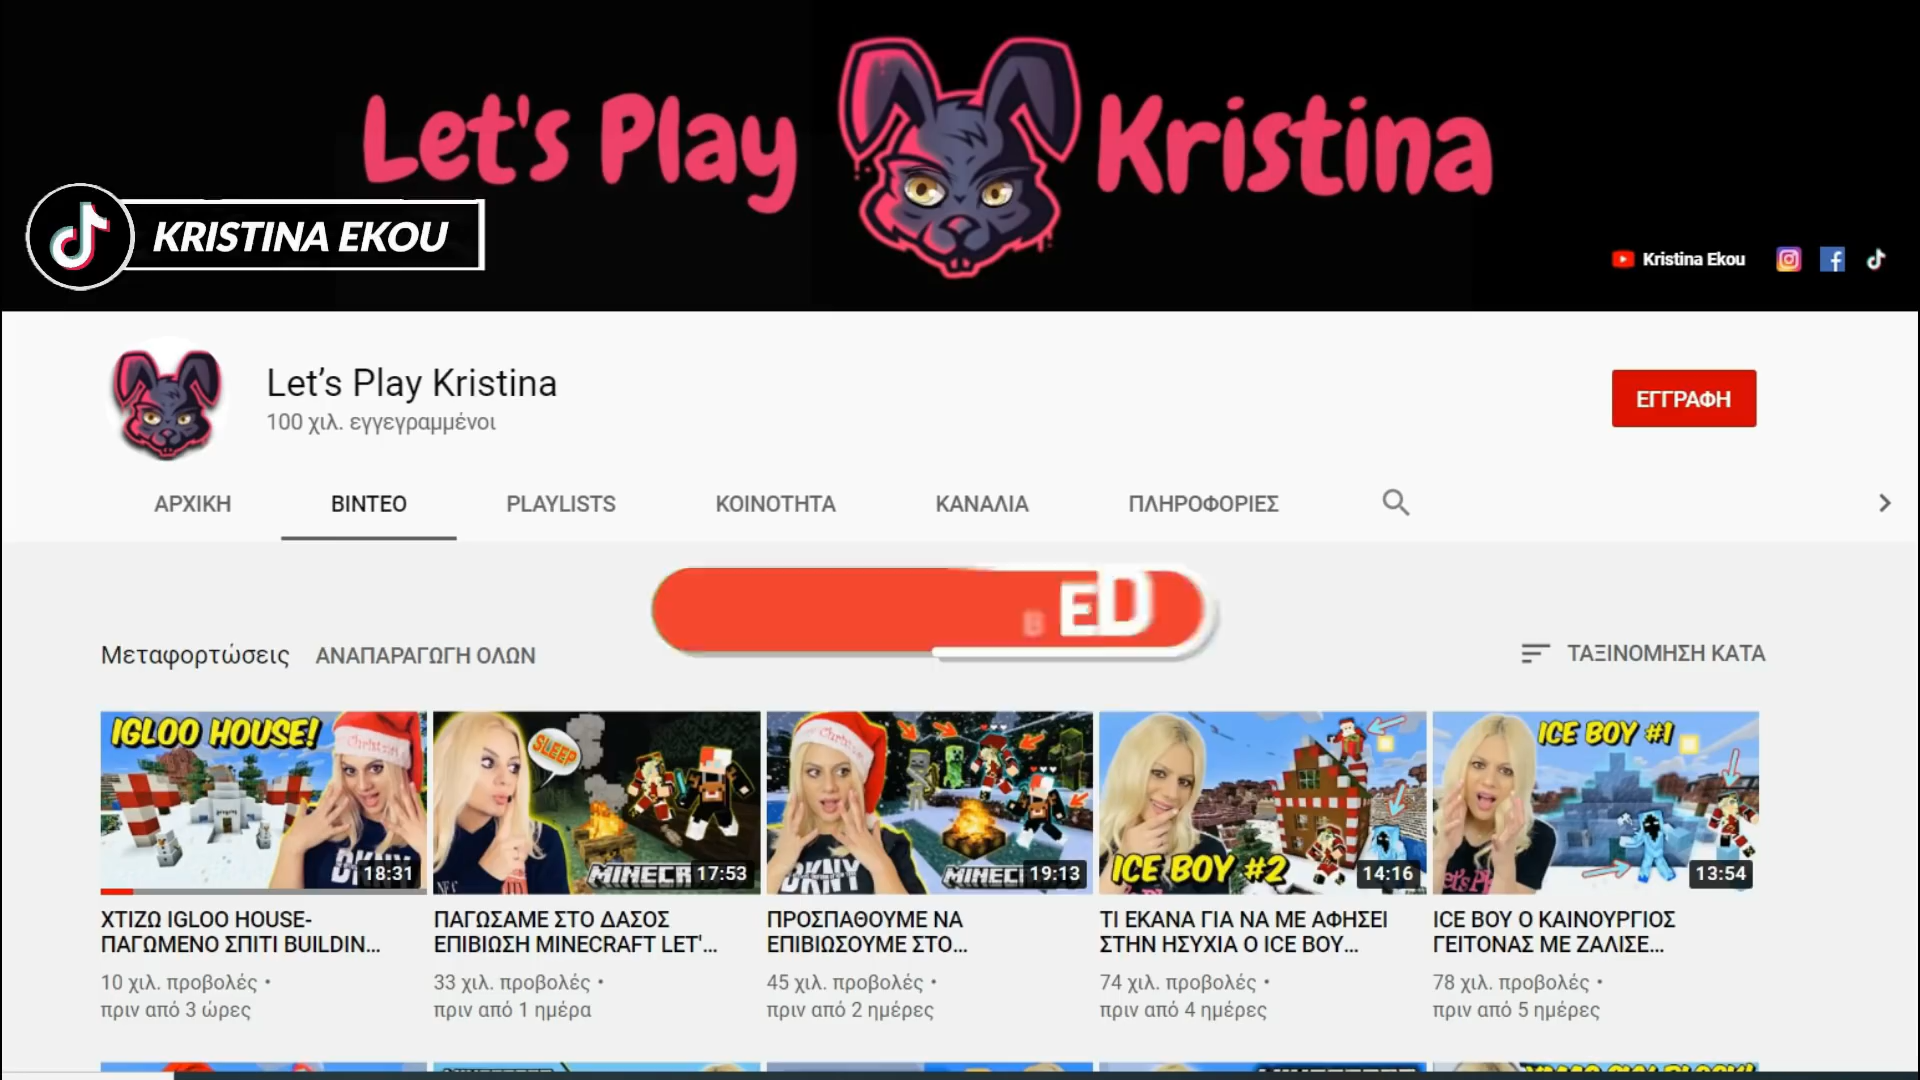 Let's Play Kristina
KRISTINA EKOU
Kristina Ekou
Let's Play Kristina
100 χιλ. εγγεγραμμένοι
ΕΓΓΡΑΦΗ
ΑΡΧΙΚΗ ΒΙΝΤΕΟ PLAYLISTS ΚΟΙΝΟΤΗΤΑ ΚΑΝΑΛΙΑ ΠΛΗΡΟΦΟΡΙΕΣ
B ED
Μεταφορτώσεις ΑΝΑΠΑΡΑΓΩΓΗ ΟΛΩΝ
ΤΑΞΙΝΟΜΗΣΗ ΚΑΤΑ
IGLOO HOUSE!
DKNY
18:31
SLEEP
MINECR
17:53
DKNY
MINECI
19:13
ICE BOY #2
14:16
ICE BOY #1
13:54
ΧΤΙΖΩ IGLOO HOUSE-
ΠΑΓΩΜΕΝΟ ΣΠΙΤΙ BUILDIN...
10 χιλ. προβολές •
πριν από 3 ώρες
ΠΑΓΩΣΑΜΕ ΣΤΟ ΔΑΣΟΣ
ΕΠΙΒΙΩΣΗ MINECRAFT LET'...
33 χιλ. προβολές •
πριν από 1 ημέρα
ΠΡΟΣΠΑΘΟΥΜΕ ΝΑ
ΕΠΙΒΙΩΣΟΥΜΕ ΣΤΟ...
45 χιλ. προβολές •
πριν από 2 ημέρες
ΤΙ ΕΚΑΝΑ ΓΙΑ ΝΑ ΜΕ ΑΦΗΣΕΙ
ΣΤΗΝ ΗΣΥΧΙΑ Ο ICE BOY...
74 χιλ. προβολές •
πριν από 4 ημέρες
ICE BOY Ο ΚΑΙΝΟΥΡΓΙΟΣ
ΓΕΙΤΟΝΑΣ ΜΕ ΖΑΛΙΣΕ...
78 χιλ. προβολές •
πριν από 5 ημέρες